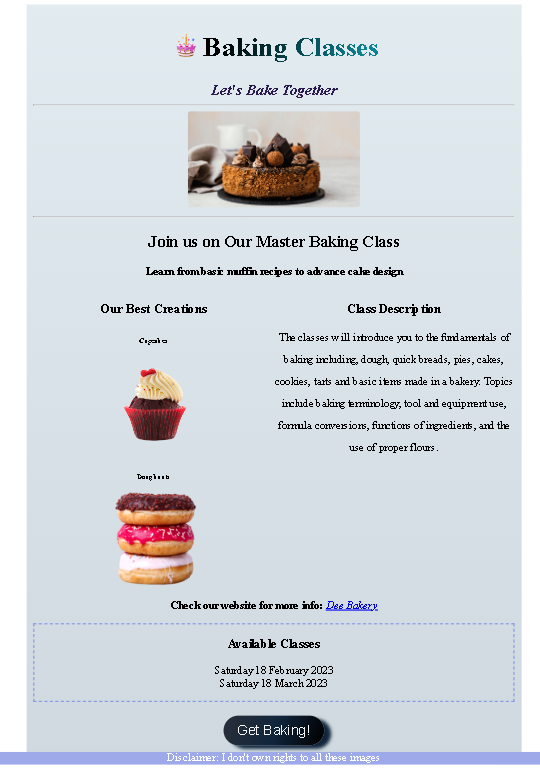 Baking Classes
Let's Bake Together
Join us on Our Master Baking Class
Learn from basic muffin recipes to advance cake design
Our Best Creations
Cupcakes
Doughnuts
Class Description
The classes will introduce you to the fundamentals of
baking including, dough, quick breads, pies, cakes,
cookies, tarts and basic items made in a bakery. Topics
include baking terminology, tool and equipment use,
formula conversions, functions of ingredients, and the
use of proper flours.
Check our website for more info: Dee Bakery
Available Classes
Saturday 18 February 2023
Saturday 18 March 2023
Get Baking!
Disclaimer: I don't own rights to all these images